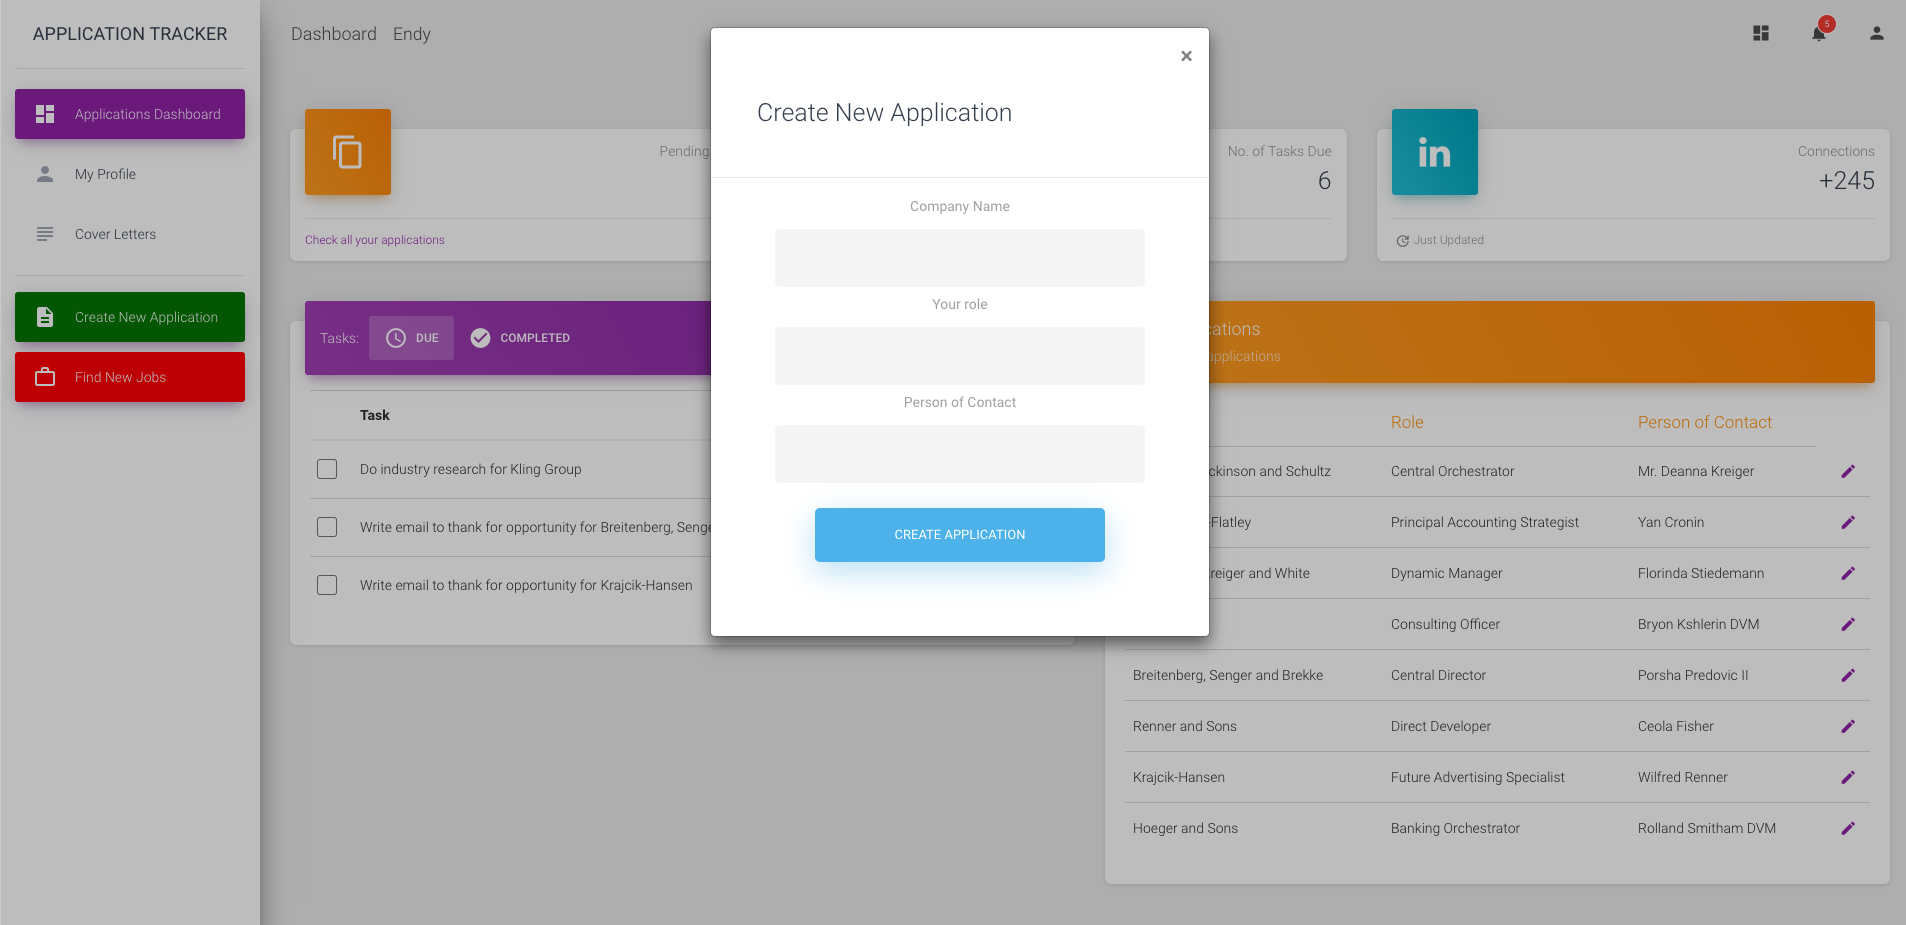 APPLICATION TRACKER
Applications Dashboard
My Profile
Cover Letters
Create New Application
Find New Jobs
Dashboard Endy
5
Pending
Check all your applications
No. of Tasks Due
6
in
Connections
+245
Just Updated
Tasks: DUE COMPLETED
Task
Do industry research for Kling Group
Write email to thank for opportunity for Breitenberg,
Write email to thank for opportunity for Krajcik-Hansen
×
Create New Application
Company Name
Your role
Person of Contact
CREATE APPLICATION
applications
Role Person of Contact
and Schultz Central Orchestrator Mr. Deanna Kreiger
-Flatley Principal Accounting Strategist Yan Cronin
and White Dynamic Manager Florinda Stiedemann
Consulting Officer Bryon Kshlerin DVM
Breitenberg, Senger and Brekke Central Director Porsha Predovic II
Renner and Sons Direct Developer Ceola Fisher
Krajcik-Hansen Future Advertising Specialist Wilfred Renner
Hoeger and Sons Banking Orchestrator Rolland Smitham DVM